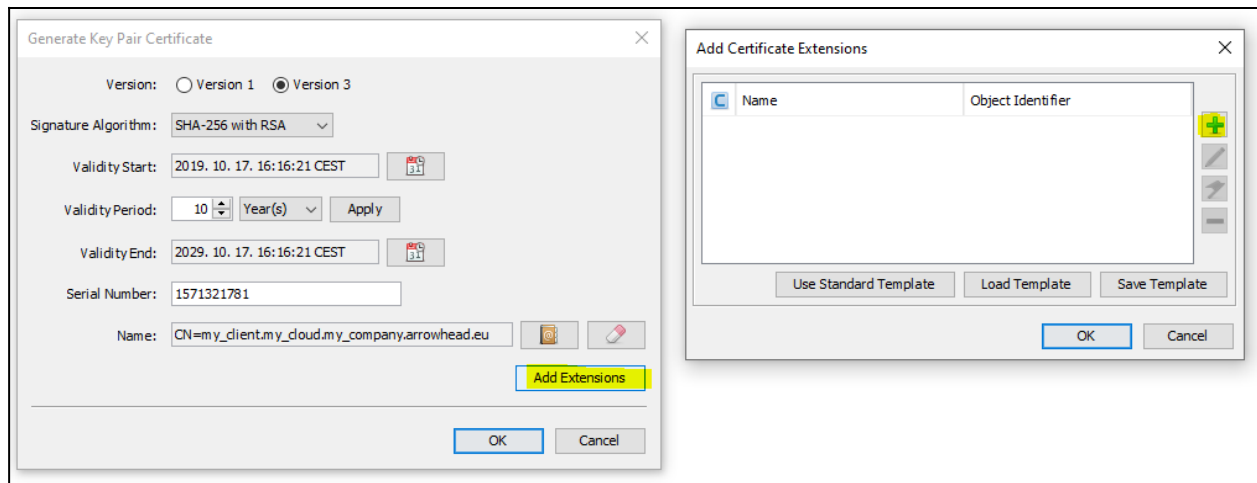 Generate Key Pair Certificate
Version: Version 1 Version 3
Signature Algorithm: SHA-256 with RSA
Validity Start: 2019. 10. 17. 16:16:21 CEST
31
Validity Period: 10 Year(s) Apply
Validity End: 2029. 10. 17. 16:16:21 CEST
31
Serial Number: 1571321781
Name: CN=my_client.my_cloud.my_company.arrowhead.eu
Add Extensions
OK Cancel
Add Certificate Extensions
C Name Object Identifier
Use Standard Template Load Template Save Template
OK Cancel